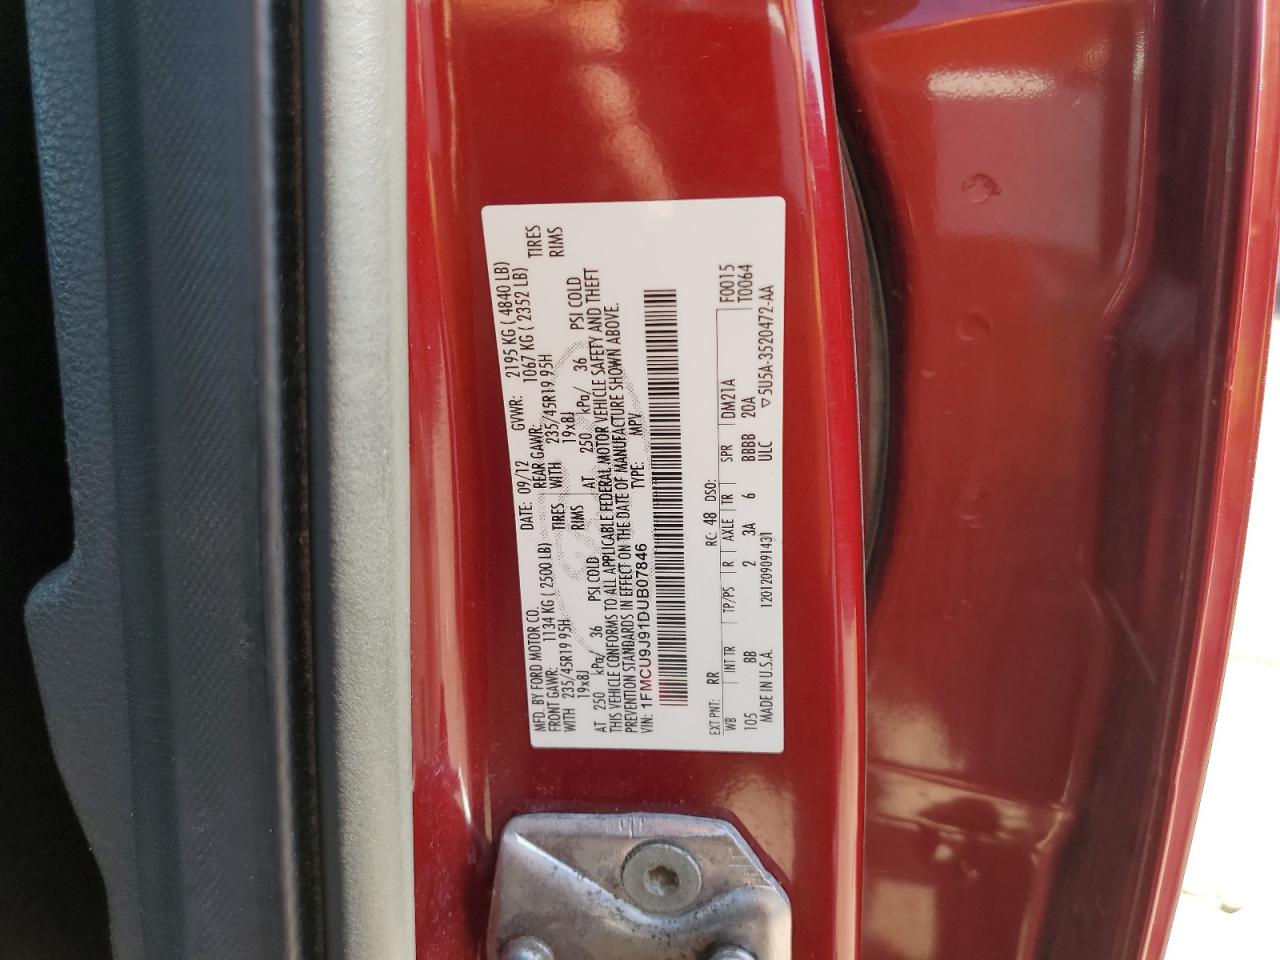 MFD. BY FORD MOTOR CO.
DATE: 09/12 GVWR: 2195 KG ( 4840 LB)
FRONT GAWR: 1134 KG ( 2500 LB) REAR GAWR: 1067 KG ( 2352 LB)
WITH 235/45R19 95H TIRES WITH 235/45R19 95H TIRES
19x8J RIMS 19x8J RIMS
AT 250 kPa/ 36 PSI COLD AT 250 kPa/ 36 PSI COLD
THIS VEHICLE CONFORMS TO ALL APPLICABLE FEDERAL MOTOR VEHICLE SAFETY AND THEFT
PREVENTION STANDARDS IN EFFECT ON THE DATE OF MANUFACTURE SHOWN ABOVE.
VIN: 1FMCU9J91DUB07846 TYPE: MPV
EXT PNT: RR RC: 48 DSO: F0015
WB INT TR TP/PS R AXLE TR SPR DM21A T0064
105 8B 2 3A 6 BBBB 20A
MADE IN U.S.A. 1201209091431 ULC ▽5U5A-3520472-AA